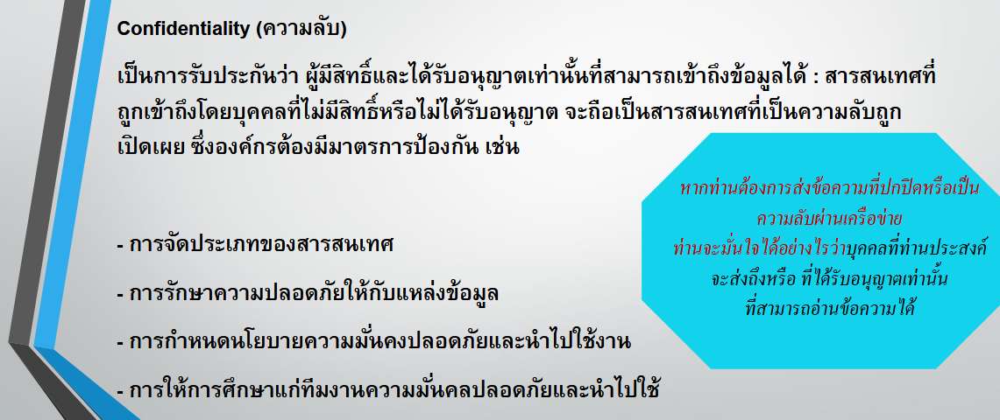 Confidentiality (ความลับ)
เป็นการรับประกันว่า ผู้มีสิทธิ์และได้รับอนุญาตเท่านั้นที่สามารถเข้าถึงข้อมูลได้ : สารสนเทศที่
ถูกเข้าถึงโดยบุคคลที่ไม่มีสิทธิ์หรือไม่ได้รับอนุญาต จะถือเป็นสารสนเทศที่เป็นความลับถูก
เปิดเผย ซึ่งองค์กรต้องมีมาตรการป้องกัน เช่น
- การจัดประเภทของสารสนเทศ
- การรักษาความปลอดภัยให้กับแหล่งข้อมูล
- การกำหนดนโยบายความมั่นคงปลอดภัยและนำไปใช้งาน
- การให้การศึกษาแก่ทีมงานความมั่นคลปลอดภัยและนำไปใช้
หากท่านต้องการส่งข้อความที่ปกปิดหรือเป็น
ความลับผ่านเครือข่าย
ท่านจะมั่นใจได้อย่างไรว่าบุคคลที่ท่านประสงค์
จะส่งถึงหรือ ที่ได้รับอนุญาตเท่านั้น
ที่สามารถอ่านข้อความได้